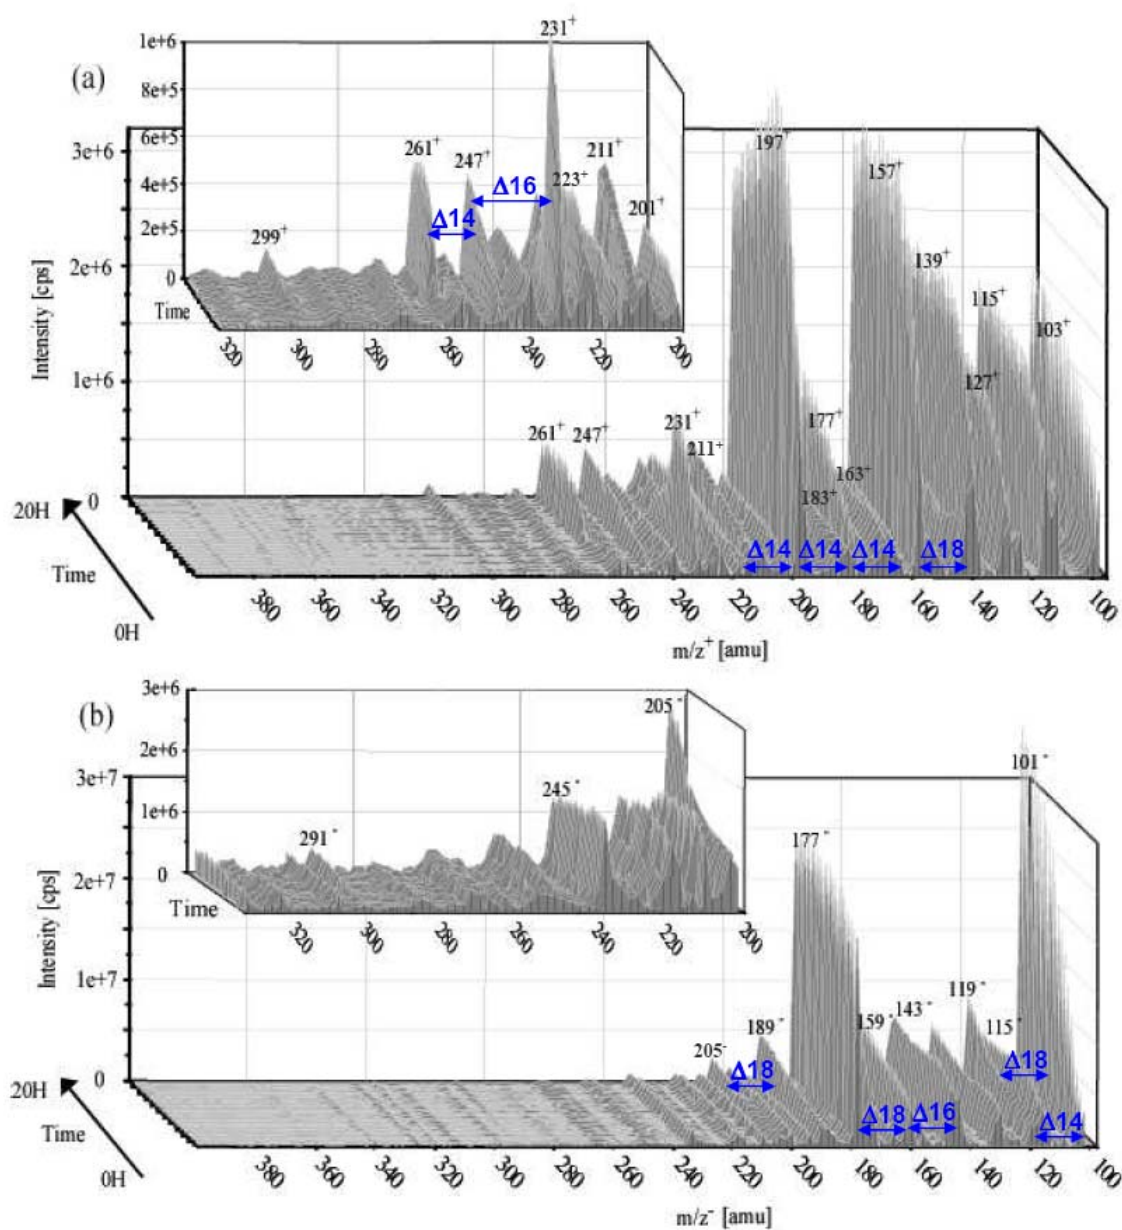 (a)
1e+6
8e+5
6e+5
4e+5
2e+5
0
Time
231+
261+
247+
Δ16
Δ14
223+
211+
201+
299+
320
300
280
260
240
220
200
Intensity [cps]
3e+6
2e+6
1e+6
0
197+
157+
139+
115+
103+
127+
177+
163+
183+
261+
247+
231+
211+
Δ14
Δ14
Δ14
Δ18
20H
Time
0H
380
360
340
320
300
280
260
240
220
200
180
160
140
120
100
m/z+ [amu]
(b)
3e+6
2e+6
1e+6
0
Time
205-
245-
291-
320
300
280
260
240
220
200
Intensity [cps]
3e+7
2e+7
1e+7
0
101-
177-
119-
143-
159-
115-
189-
205-
Δ18
Δ18
Δ18
Δ16
Δ14
20H
Time
0H
380
360
340
320
300
280
260
240
220
200
180
160
140
120
100
m/z- [amu]